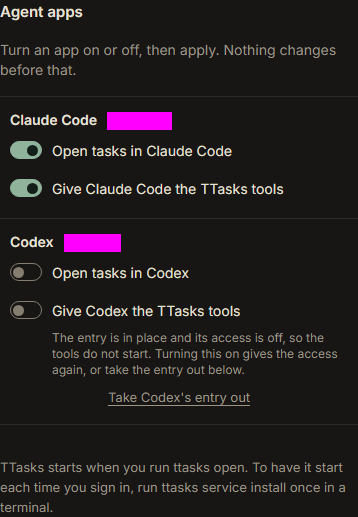 Agent apps
Turn an app on or off, then apply. Nothing changes
before that.
Claude Code
Open tasks in Claude Code
Give Claude Code the TTasks tools
Codex
Open tasks in Codex
Give Codex the TTasks tools
The entry is in place and its access is off, so the
tools do not start. Turning this on gives the access
again, or take the entry out below.
Take Codex's entry out
TTasks starts when you run ttasks open. To have it start
each time you sign in, run ttasks service install once in a
terminal.